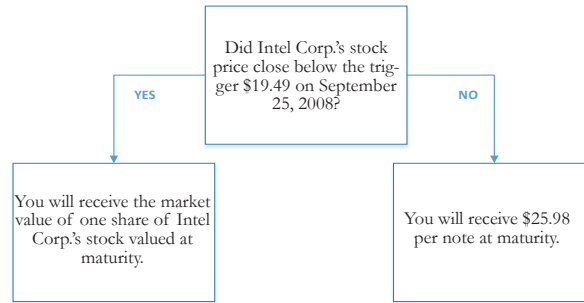 Did Intel Corp.'s stock
price close below the trig-
ger $19.49 on September
25, 2008?
YES
NO
You will receive the market
value of one share of Intel
Corp.'s stock valued at
maturity.
You will receive $25.98
per note at maturity.